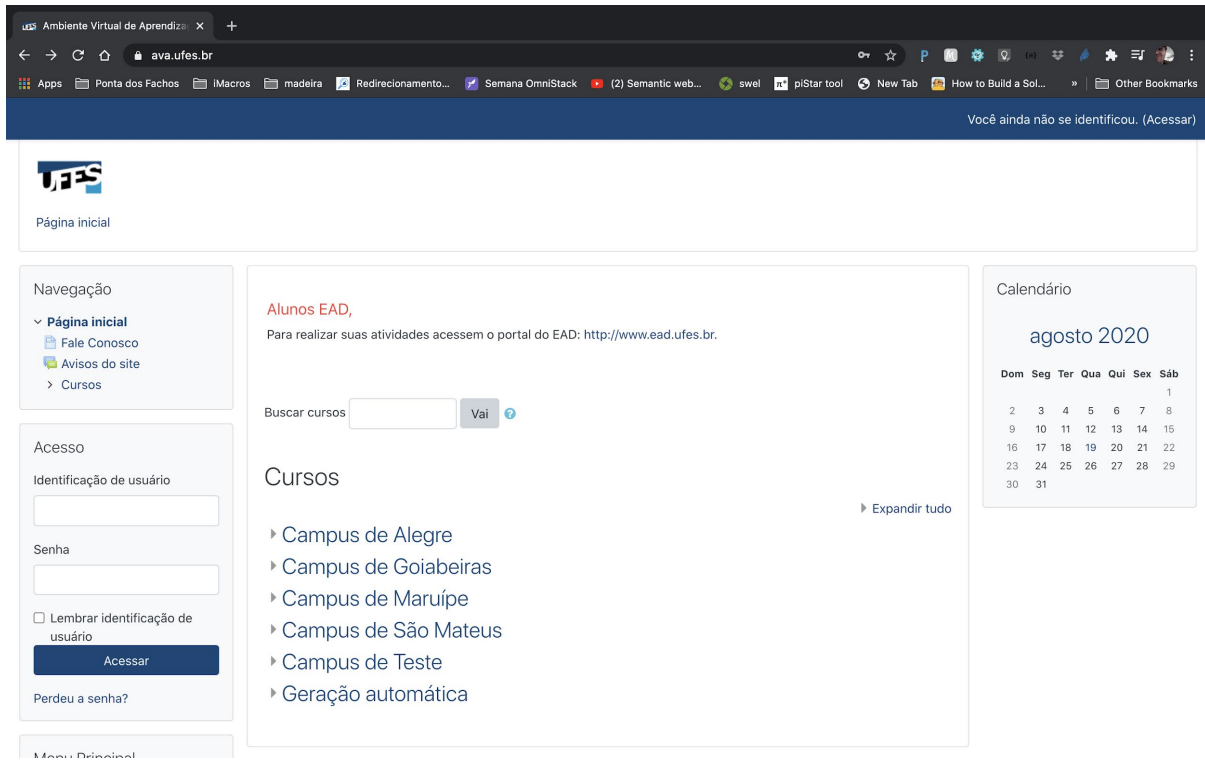 Ambiente Virtual de Aprendiza
ava.ufes.br
Apps Ponta dos Fachos iMacros madeira Redirecionamento... Semana OmniStack (2) Semantic web... swel piStar tool New Tab How to Build a Sol... » Other Bookmarks
Você ainda não se identificou. (Acessar)
UFES
Página inicial
Navegação
Página inicial
Fale Conosco
Avisos do site
Cursos
Acesso
Identificação de usuário
Senha
Lembrar identificação de
usuário
Acessar
Perdeu a senha?
Menu Principal
Alunos EAD,
Para realizar suas atividades acessem o portal do EAD: http://www.ead.ufes.br.
Buscar cursos Vai ?
Cursos
Expandir tudo
Campus de Alegre
Campus de Goiabeiras
Campus de Maruípe
Campus de São Mateus
Campus de Teste
Geração automática
Calendário
agosto 2020
Dom Seg Ter Qua Qui Sex Sáb
1
2 3 4 5 6 7 8
9 10 11 12 13 14 15
16 17 18 19 20 21 22
23 24 25 26 27 28 29
30 31